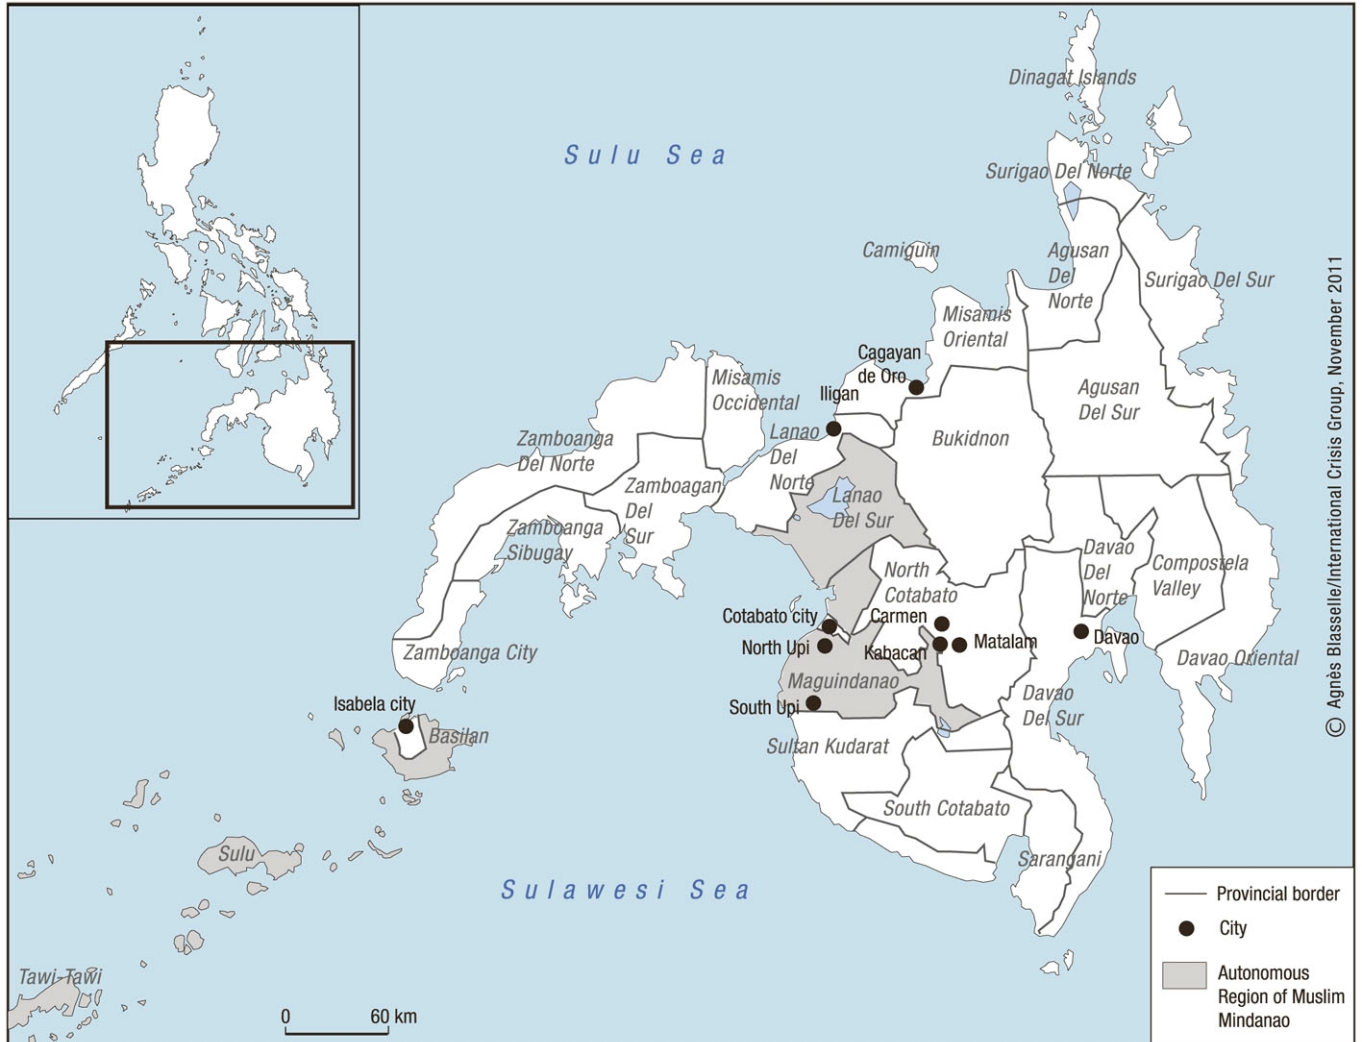 Dinagat Islands
Sulu Sea
Surigao Del Norte
Camiguin
Agusan
Del
Norte
Surigao Del Sur
Misamis
Oriental
Cagayan
de Oro
Iligan
Misamis
Occidental
Agusan
Del Sur
Zamboanga
Del Norte
Lanao
Del
Norte
Bukidnon
Zamboagan
Del
Sur
Lanao
Del Sur
Zamboanga
Sibugay
Davao
Del
Norte
Compostela
Valley
North
Cotabato
Cotabato city
Carmen
North Upi
Kabacan
Matalam
Davao
Zamboanga City
Davao Oriental
Maguindanao
Isabela city
South Upi
Davao
Del Sur
Basilan
Sultan Kudarat
South Cotabato
Sulu
Sarangani
Sulawesi Sea
Tawi-Tawi
0 60 km
Provincial border
City
Autonomous
Region of Muslim
Mindanao
© Agnès Blasselle/International Crisis Group, November 2011